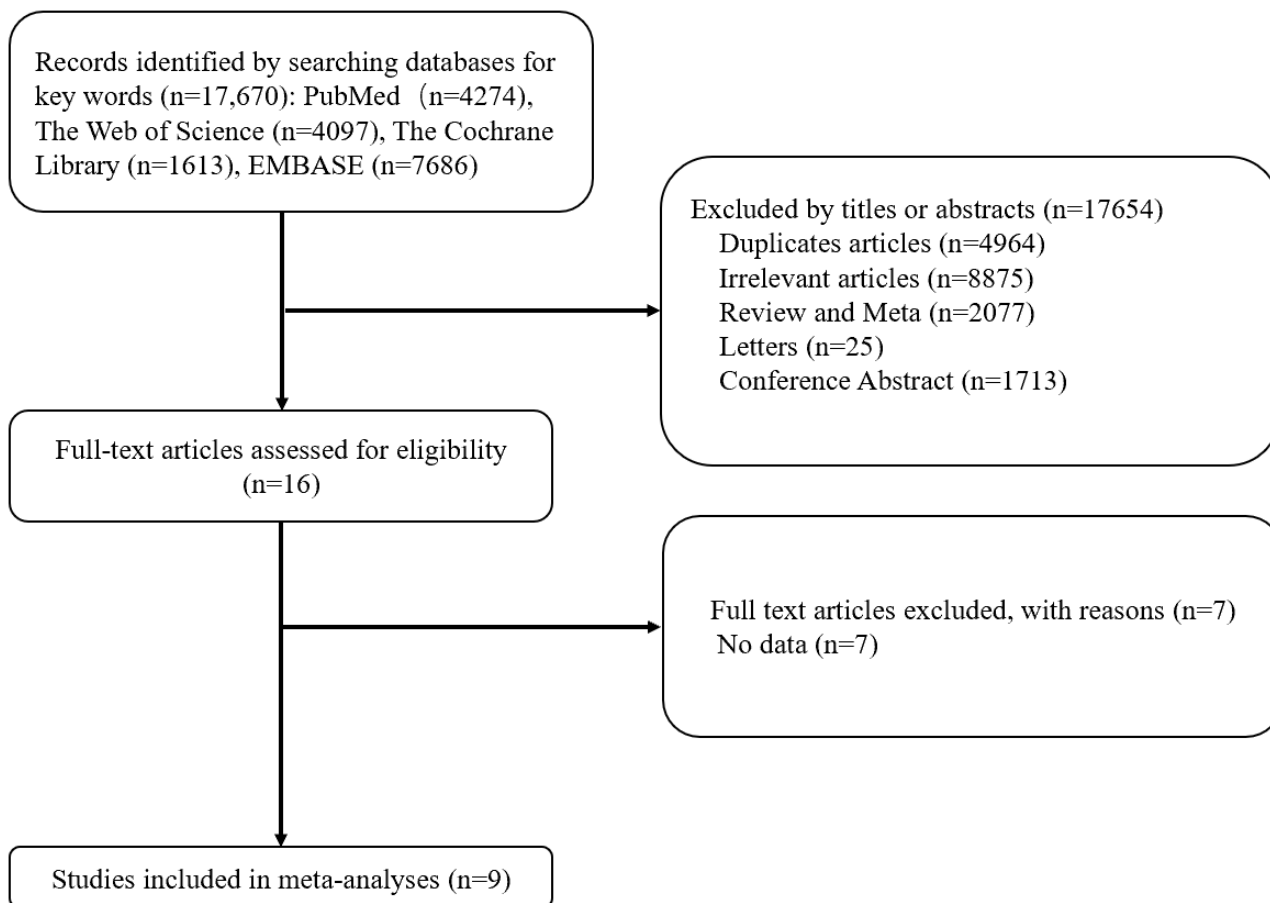 Records identified by searching databases for
key words (n=17,670): PubMed（n=4274),
The Web of Science (n=4097), The Cochrane
Library (n=1613), EMBASE (n=7686)
Excluded by titles or abstracts (n=17654)
Duplicates articles (n=4964)
Irrelevant articles (n=8875)
Review and Meta (n=2077)
Letters (n=25)
Conference Abstract (n=1713)
Full-text articles assessed for eligibility
(n=16)
Full text articles excluded, with reasons (n=7)
No data (n=7)
Studies included in meta-analyses (n=9)